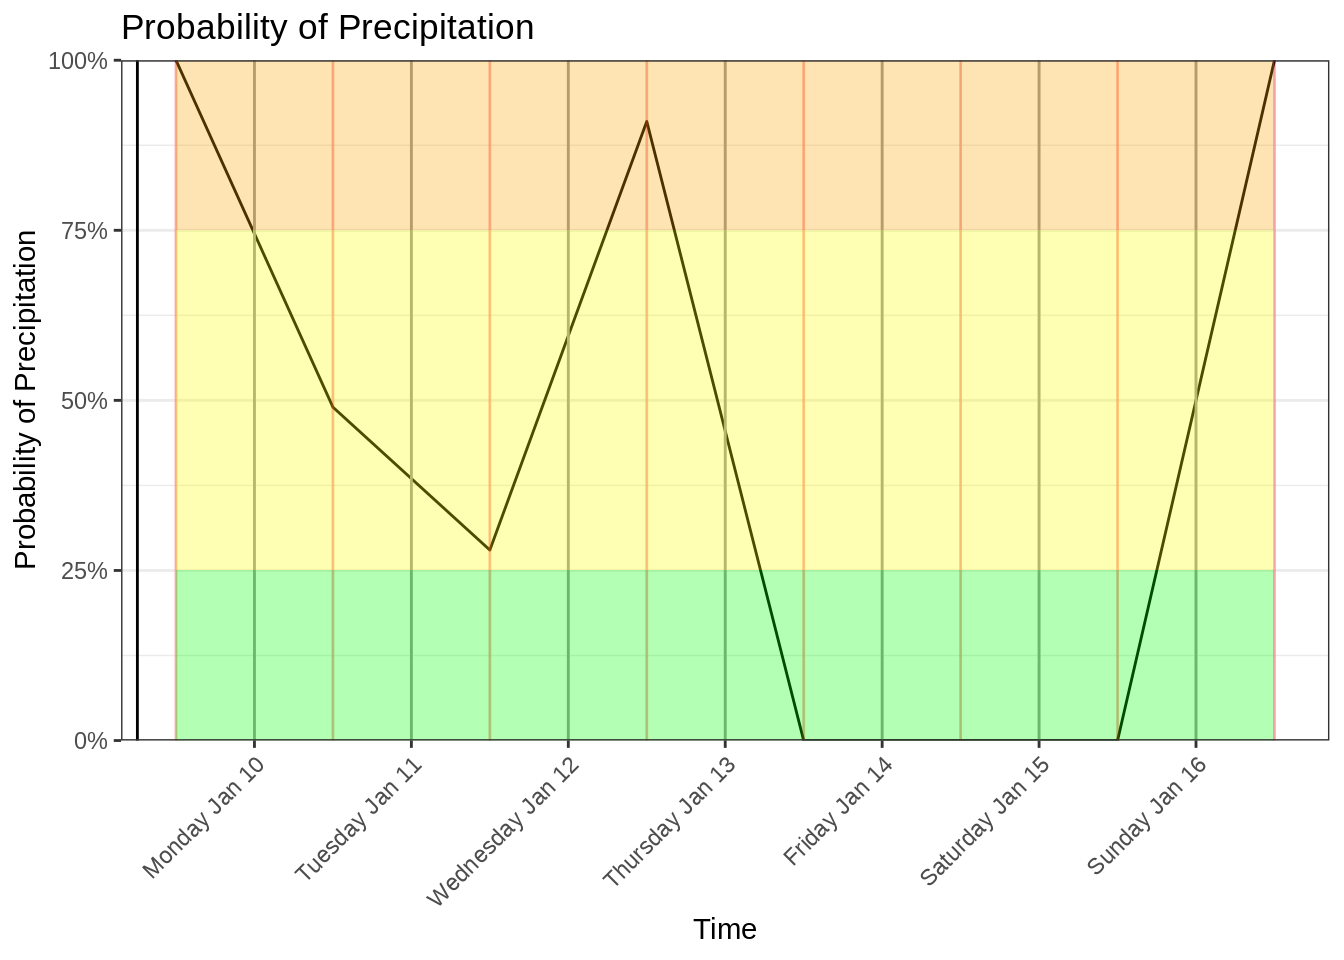 Probability of Precipitation
100%
75%
50%
25%
0%
Probability of Precipitation
Monday Jan 10
Tuesday Jan 11
Wednesday Jan 12
Thursday Jan 13
Friday Jan 14
Saturday Jan 15
Sunday Jan 16
Time